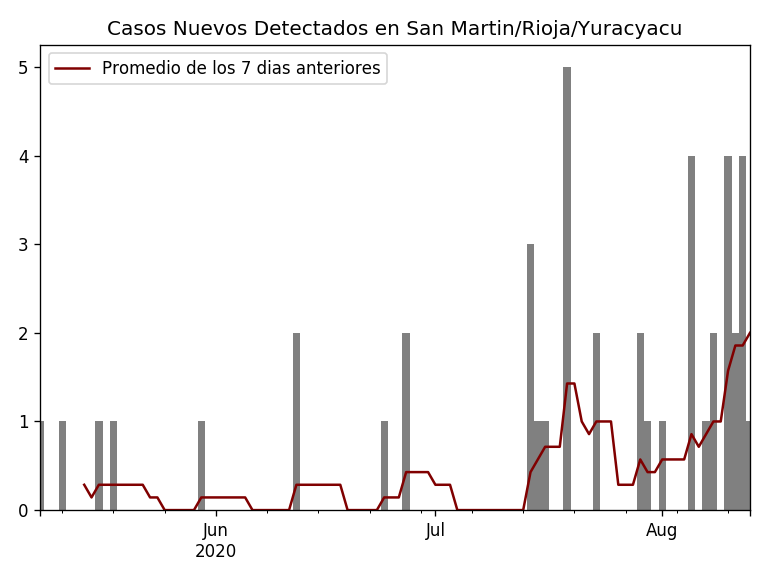 Casos Nuevos Detectados en San Martin/Rioja/Yuracyacu
Promedio de los 7 dias anteriores
5
4
3
2
1
0
Jun
2020
Jul
Aug